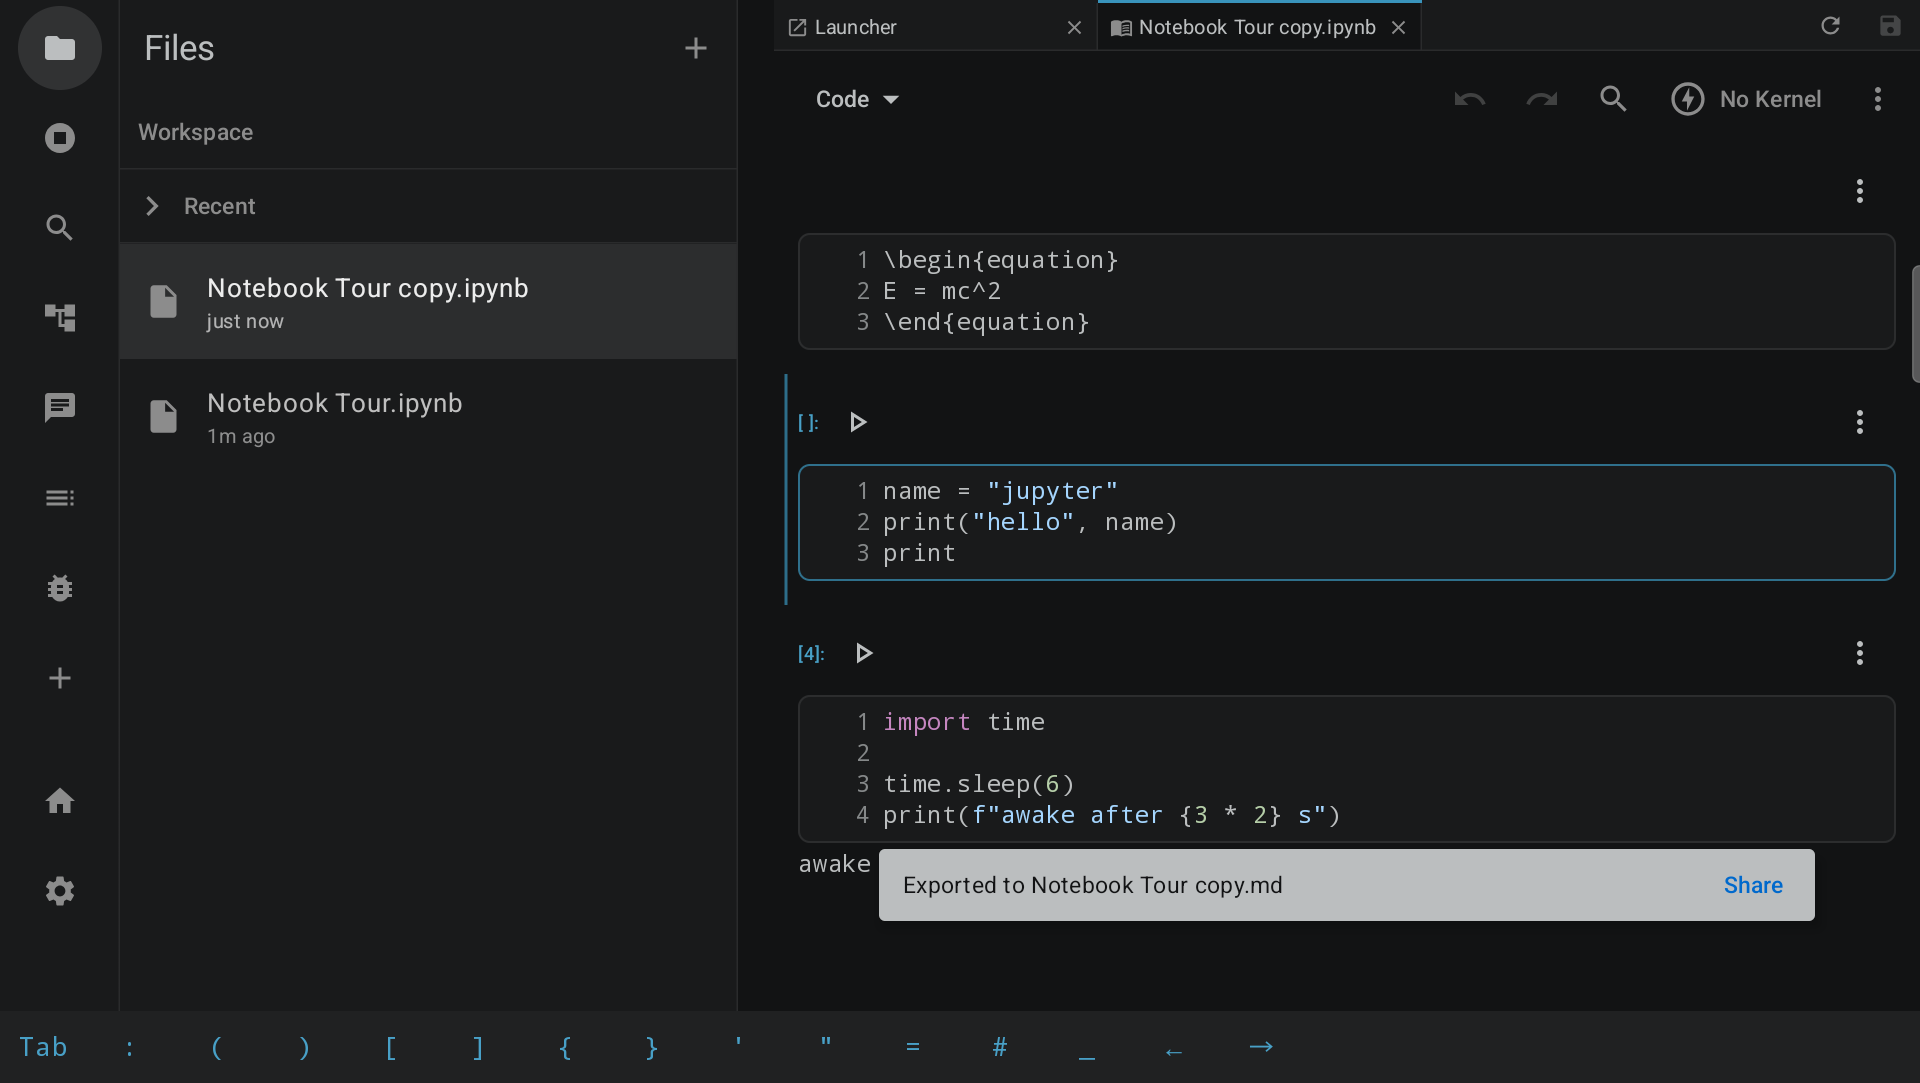 Files
Workspace
Recent
Notebook Tour copy.ipynb
just now
Notebook Tour.ipynb
1m ago
Launcher
Notebook Tour copy.ipynb
Code
No Kernel
1 \begin{equation}
2 E = mc^2
3 \end{equation}
[ ]:
1 name = "jupyter"
2 print("hello", name)
3 print
[4]:
1 import time
2
3 time.sleep(6)
4 print(f"awake after {3 * 2} s")
awake
Exported to Notebook Tour copy.md Share
Tab : ( ) [ ] { } ' " = # _ ← →